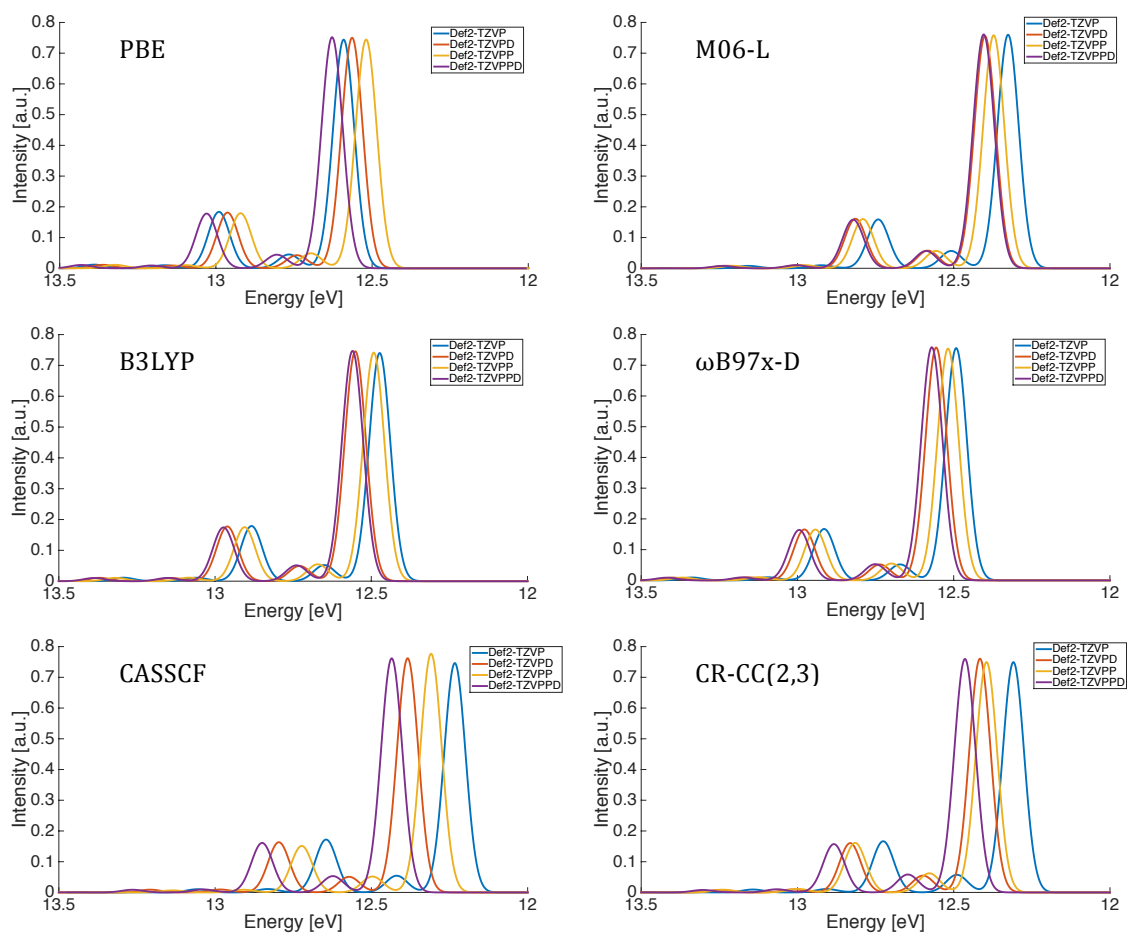 PBE
Def2-TZVP
Def2-TZVPD
Def2-TZVPP
Def2-TZVPPD
Intensity [a.u.]
0.8
0.7
0.6
0.5
0.4
0.3
0.2
0.1
0
13.5
13
12.5
12
Energy [eV]
M06-L
Def2-TZVP
Def2-TZVPD
Def2-TZVPP
Def2-TZVPPD
Intensity [a.u.]
0.8
0.7
0.6
0.5
0.4
0.3
0.2
0.1
0
13.5
13
12.5
12
Energy [eV]
B3LYP
Def2-TZVP
Def2-TZVPD
Def2-TZVPP
Def2-TZVPPD
Intensity [a.u.]
0.8
0.7
0.6
0.5
0.4
0.3
0.2
0.1
0
13.5
13
12.5
12
Energy [eV]
ωB97x-D
Def2-TZVP
Def2-TZVPD
Def2-TZVPP
Def2-TZVPPD
Intensity [a.u.]
0.8
0.7
0.6
0.5
0.4
0.3
0.2
0.1
0
13.5
13
12.5
12
Energy [eV]
CASSCF
Def2-TZVP
Def2-TZVPD
Def2-TZVPP
Def2-TZVPPD
Intensity [a.u.]
0.8
0.7
0.6
0.5
0.4
0.3
0.2
0.1
0
13.5
13
12.5
12
Energy [eV]
CR-CC(2,3)
Def2-TZVP
Def2-TZVPD
Def2-TZVPP
Def2-TZVPPD
Intensity [a.u.]
0.8
0.7
0.6
0.5
0.4
0.3
0.2
0.1
0
13.5
13
12.5
12
Energy [eV]